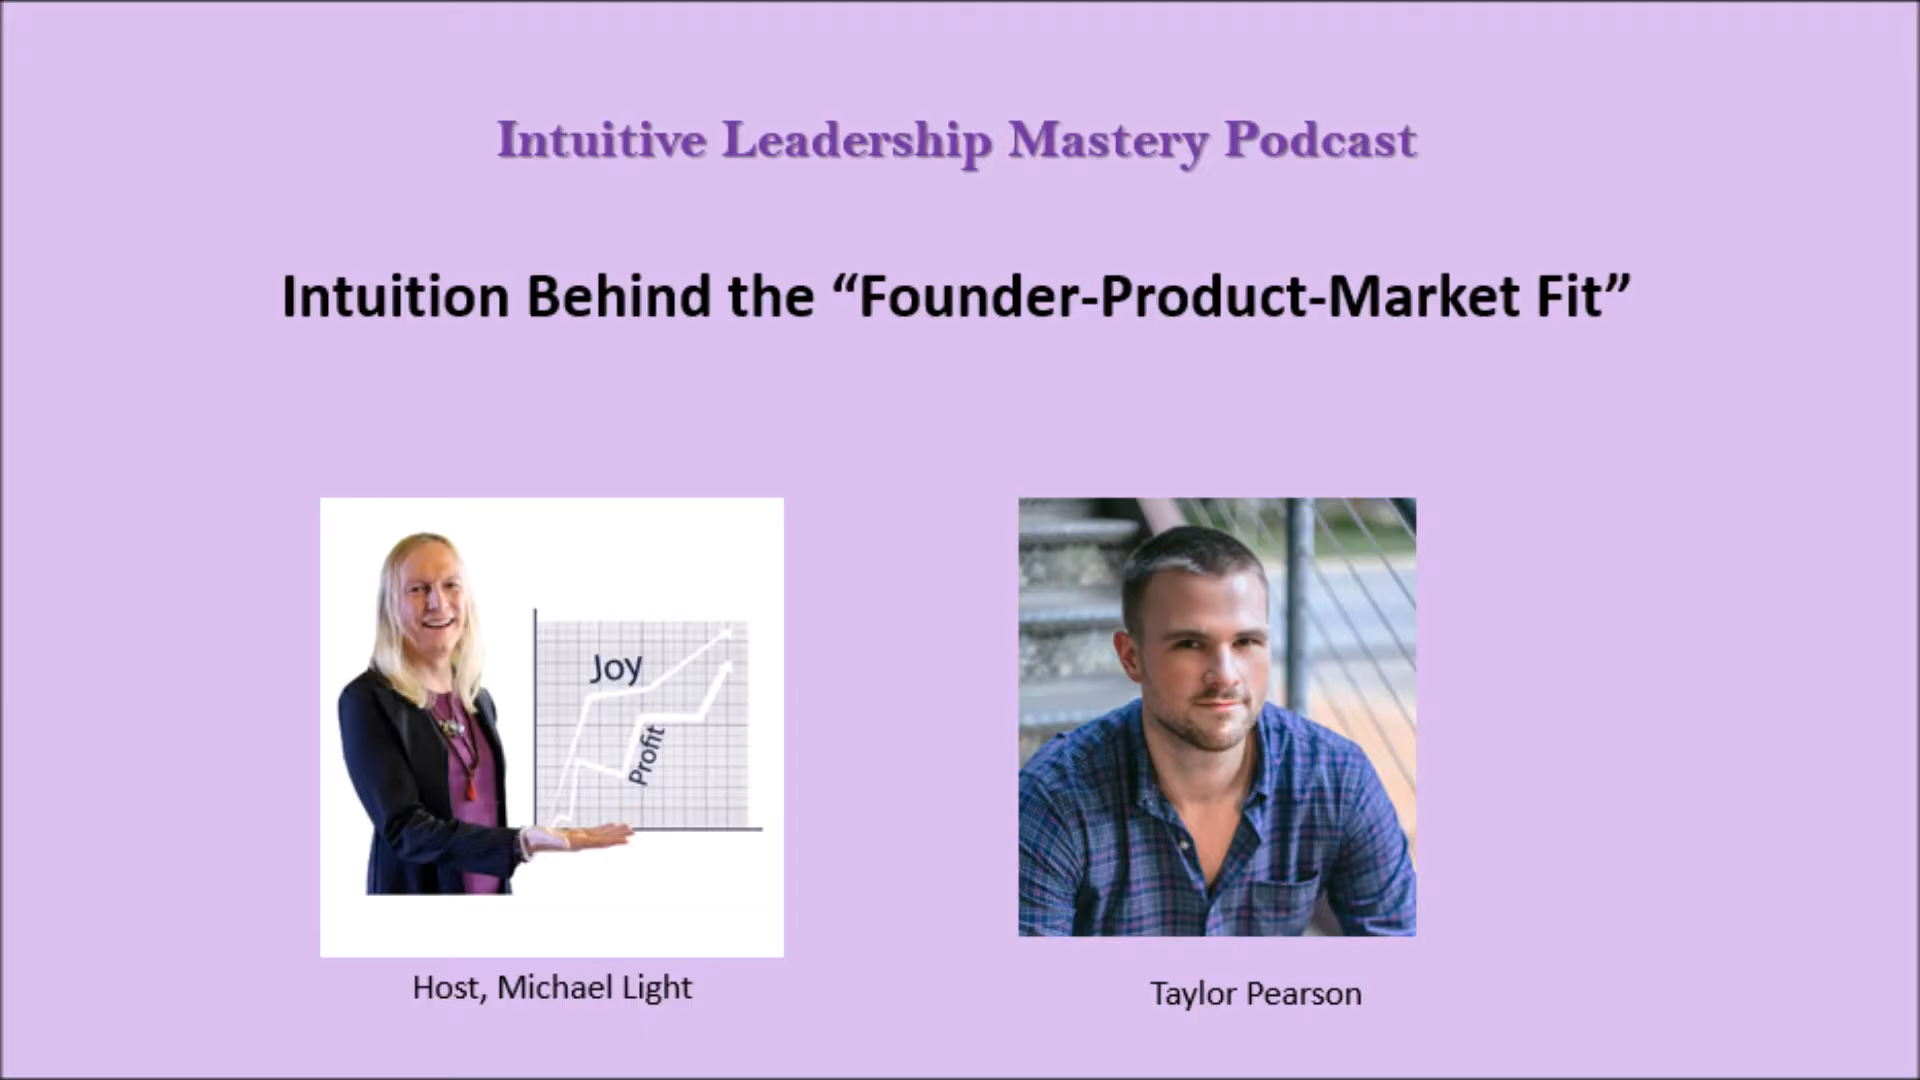 Intuitive Leadership Mastery Podcast
Intuition Behind the “Founder-Product-Market Fit”
Joy
Profit
Host, Michael Light
Taylor Pearson